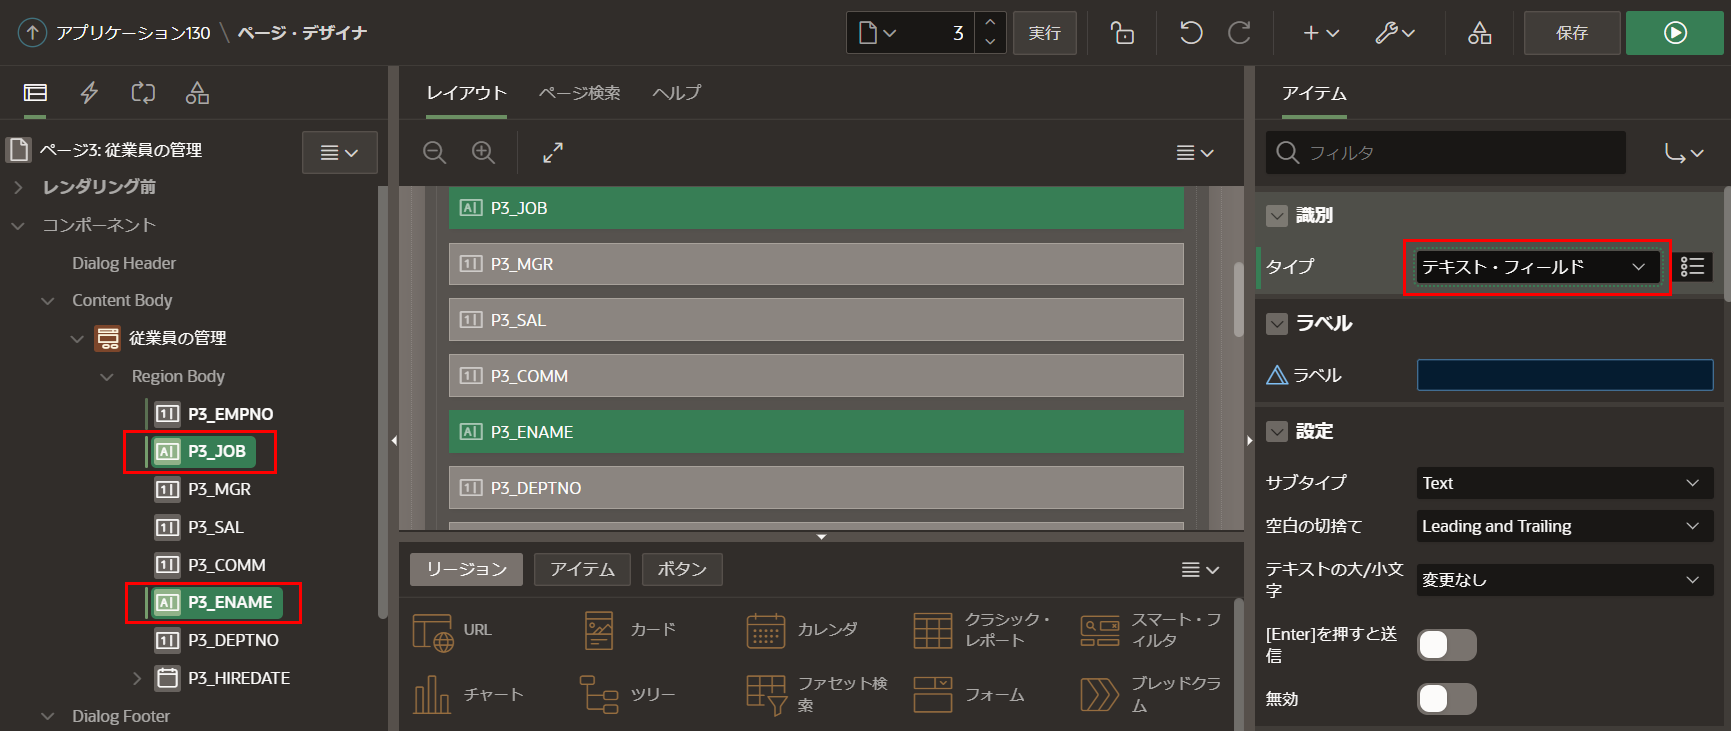 アプリケーション130 \ ページ・デザイナ
3
実行
保存
ページ3: 従業員の管理
レンダリング前
コンポーネント
Dialog Header
Content Body
従業員の管理
Region Body
P3_EMPNO
P3_JOB
P3_MGR
P3_SAL
P3_COMM
P3_ENAME
P3_DEPTNO
P3_HIREDATE
Dialog Footer
レイアウト
ページ検索
ヘルプ
P3_JOB
P3_MGR
P3_SAL
P3_COMM
P3_ENAME
P3_DEPTNO
リージョン
アイテム
ボタン
URL
カード
カレンダ
クラシック・
レポート
スマート・フ
ィルタ
チャート
ツリー
ファセット検
索
フォーム
ブレッドクラ
ム
アイテム
フィルタ
識別
タイプ
テキスト・フィールド
ラベル
ラベル
設定
サブタイプ
Text
空白の切捨て
Leading and Trailing
テキストの大/小文
字
変更なし
[Enter]を押すと送
信
無効